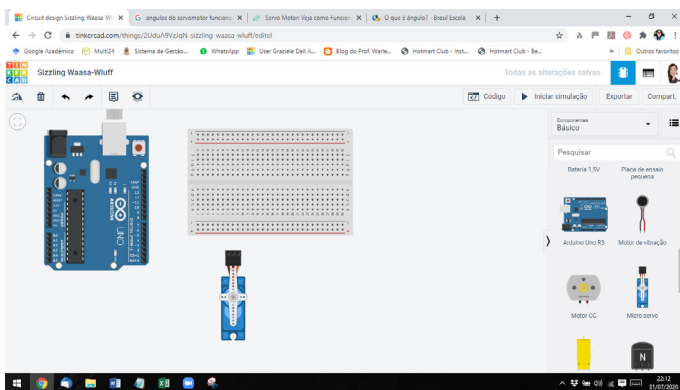 Circuit design Sizzling Waasa-W
angulos do servomotor funciona
Servo Motor: Veja como Funcion
O que é ângulo? - Brasil Escola
tinkercad.com/things/2UduA9VzJqN-sizzling-waasa-wluff/editel
Google Acadêmico
Multi24
Sistema de Gestão...
WhatsApp
User Graziele Dall A...
Blog do Prof. Warle...
Hotmart Club - Inst...
Hotmart Club - Be...
Outros favoritos
TIN
KER
CAD
Sizzling Waasa-Wluff
Todas as alterações salvas
Código
Iniciar simulação
Exportar
Compart.
Componentes
Básico
Pesquisar
Bateria 1,5V
Placa de ensaio
pequena
ARDUINO
UNO
Arduino Uno R3
Motor de vibração
Motor CC
Micro servo
N
22:12
31/07/2020